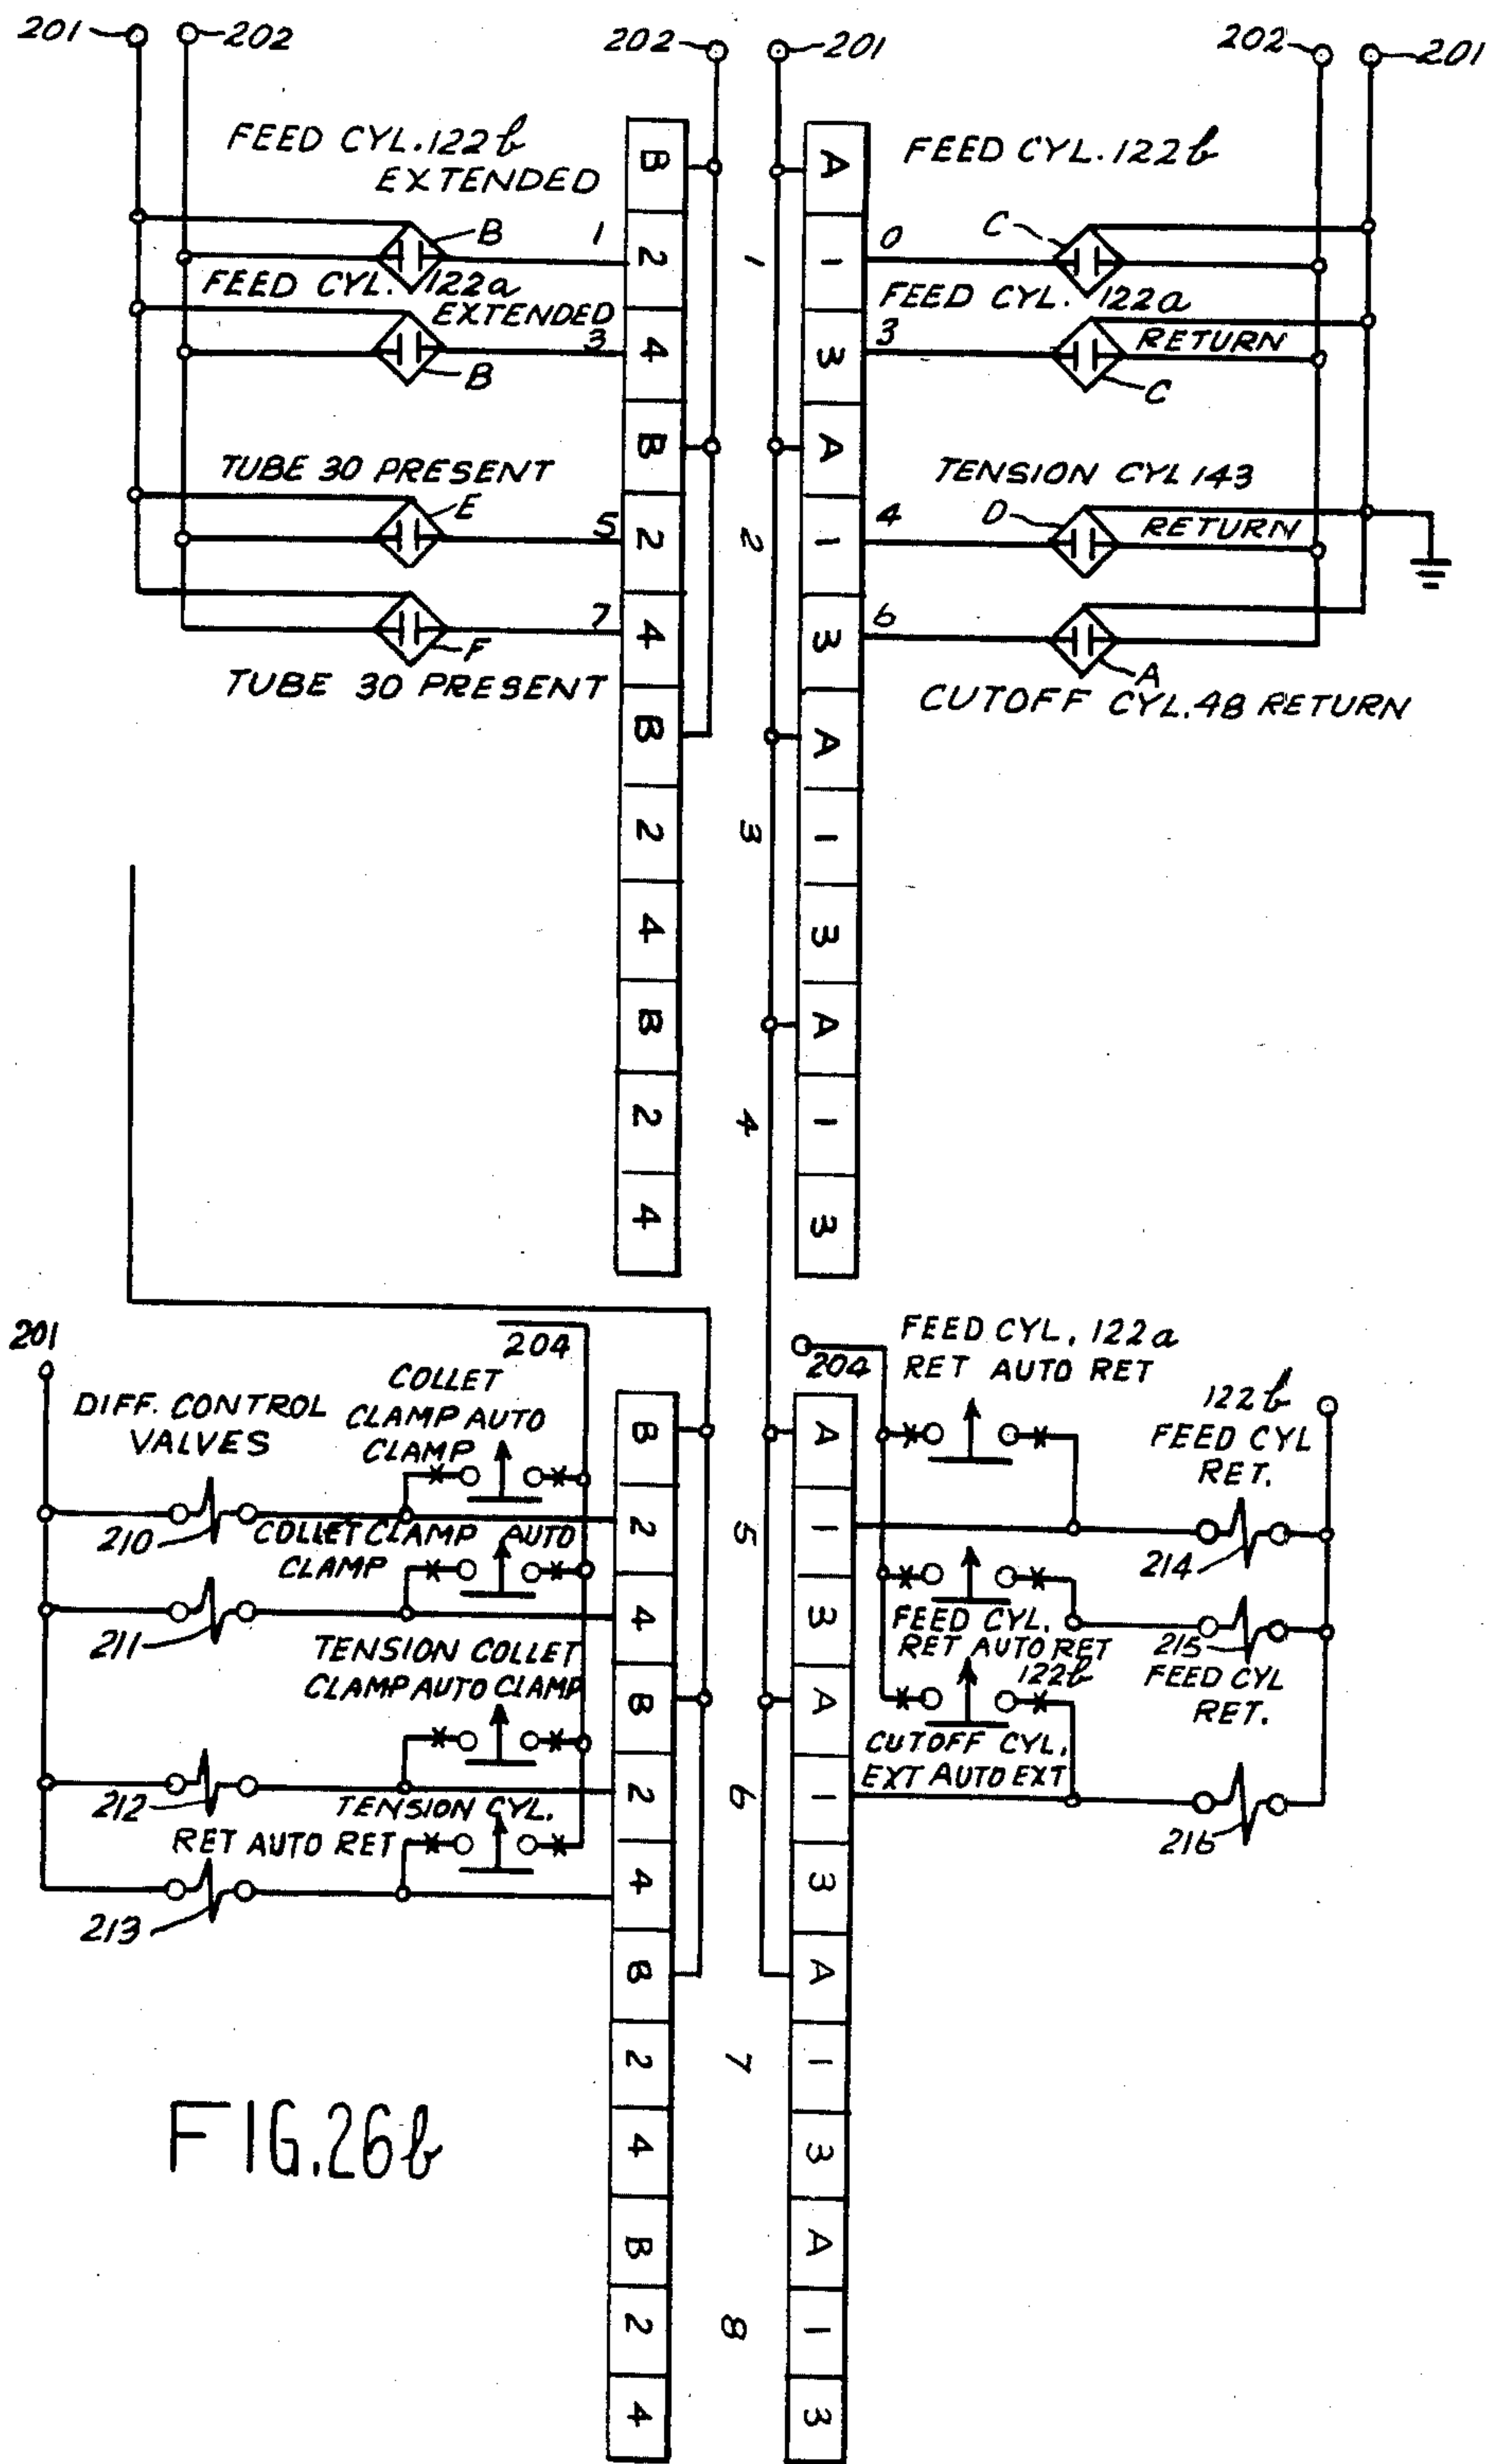 201
202
202
201
202
201
FEED CYL. 122b
EXTENDED
B
1
FEED CYL. 122a
EXTENDED
3
B
TUBE 30 PRESENT
E
5
7
F
TUBE 30 PRESENT
B
2
4
B
2
4
B
2
4
B
2
4
1
2
3
4
A
1
3
A
1
3
A
1
3
A
1
3
FEED CYL. 122b
0
C
FEED CYL. 122a
3
RETURN
C
TENSION CYL 143
4
D
RETURN
6
A
CUTOFF CYL. 48 RETURN
201
DIFF. CONTROL
VALVES
204
COLLET
CLAMP AUTO
CLAMP
210
COLLET CLAMP AUTO
CLAMP
211
TENSION COLLET
CLAMP AUTO CLAMP
212
TENSION CYL.
RET AUTO RET
213
B
2
4
B
2
4
B
2
4
B
2
4
5
6
7
8
A
1
3
A
1
3
A
1
3
A
1
3
204
FEED CYL, 122a
RET AUTO RET
122b
FEED CYL
RET.
214
FEED CYL.
RET AUTO RET
122b
215
FEED CYL
RET.
CUTOFF CYL,
EXT AUTO EXT
216
FIG. 26b